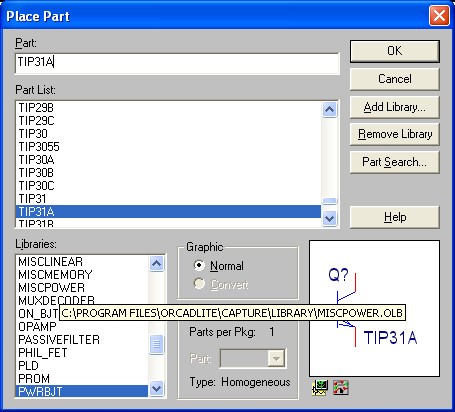 Place Part
Part:
TIP31A
OK
Cancel
Part List:
TIP29B
TIP29C
TIP30
TIP3055
TIP30A
TIP30B
TIP30C
TIP31
TIP31A
TIP31B
Add Library...
Remove Library
Part Search...
Help
Libraries:
MISCLINEAR
MISCMEMORY
MISCPOWER
MUXDECODER
ON_BJT
OPAMP
PASSIVEFILTER
PHIL_FET
PLD
PROM
PWRBJT
C:\PROGRAM FILES\ORCADLITE\CAPTURE\LIBRARY\MISCPOWER.OLB
Graphic
Normal
Convert
Parts per Pkg: 1
Part:
Type: Homogeneous
Q?
TIP31A